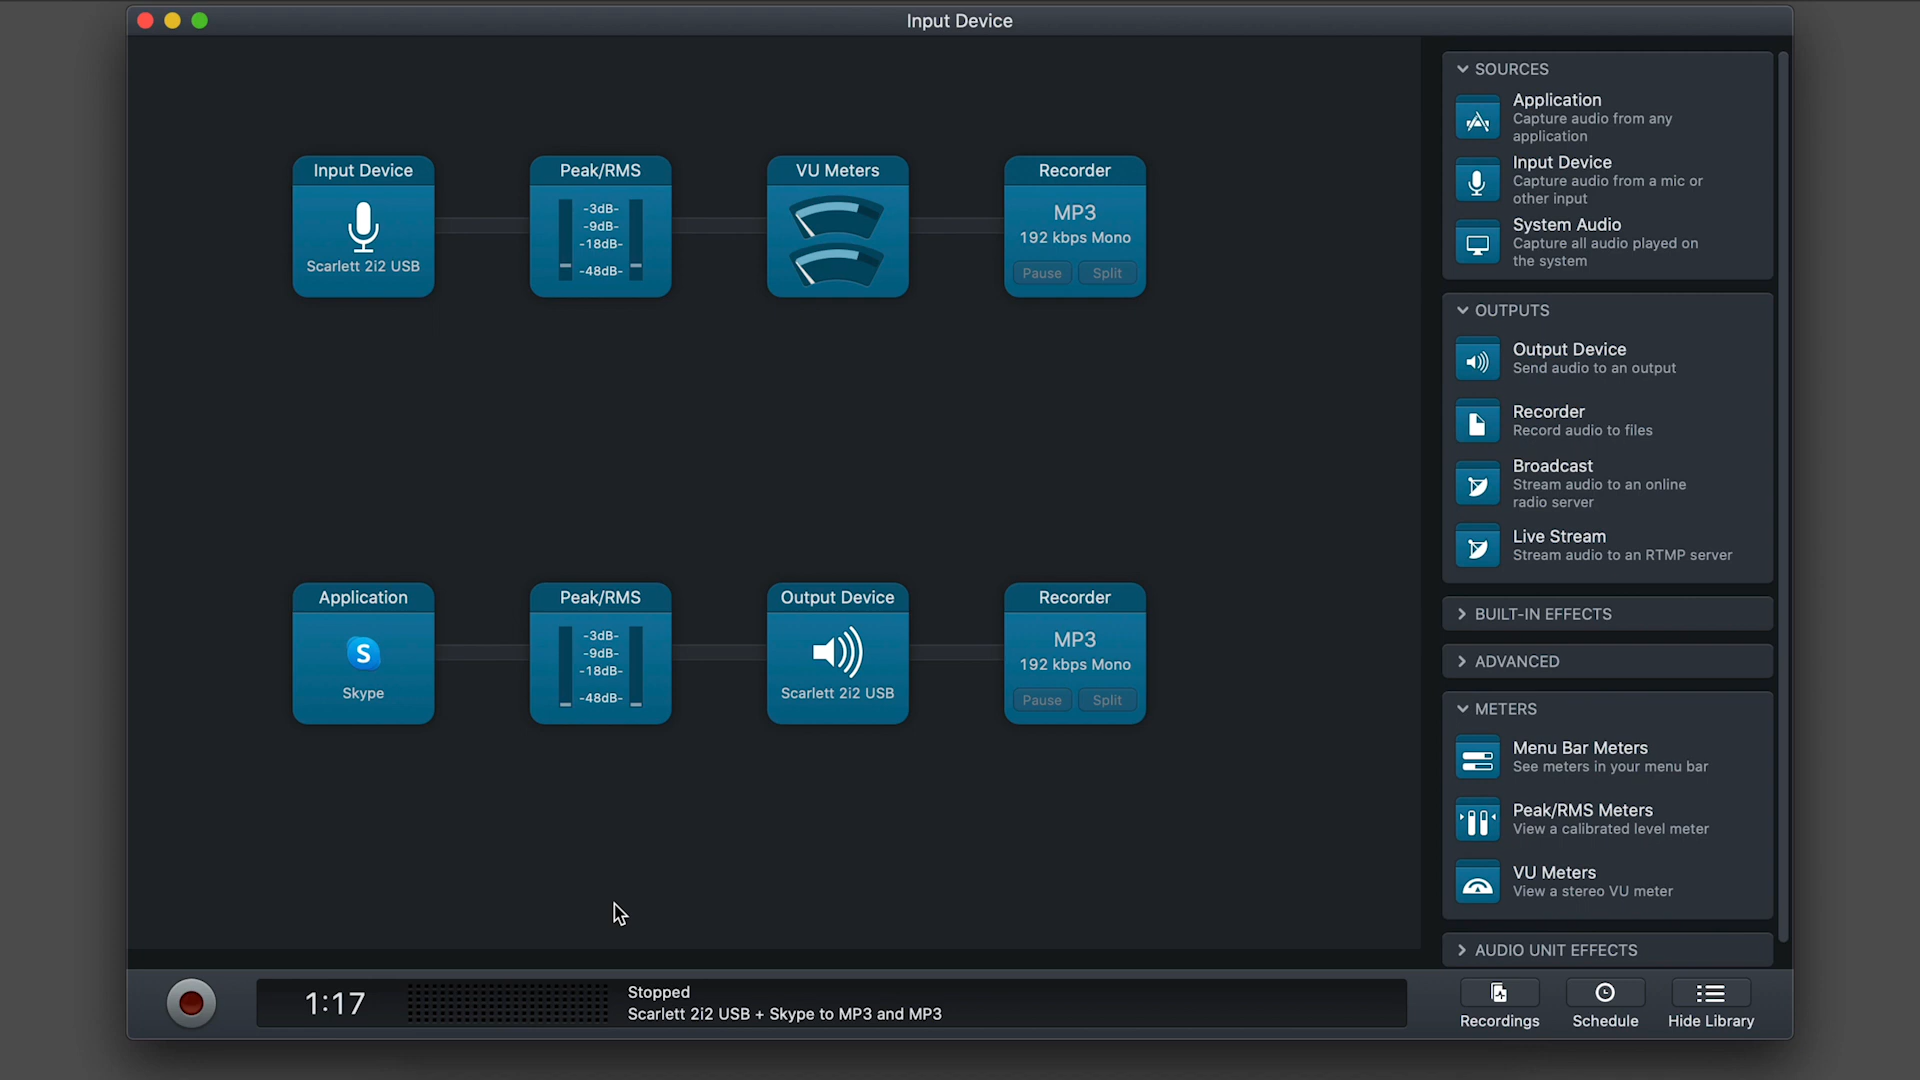 Input Device
Input Device
Scarlett 2i2 USB
Peak/RMS
-3dB-
-9dB-
-18dB-
-48dB-
VU Meters
Recorder
MP3
192 kbps Mono
Pause
Split
Application
S
Skype
Peak/RMS
-3dB-
-9dB-
-18dB-
-48dB-
Output Device
Scarlett 2i2 USB
Recorder
MP3
192 kbps Mono
Pause
Split
SOURCES
Application
Capture audio from any
application
Input Device
Capture audio from a mic or
other input
System Audio
Capture all audio played on
the system
OUTPUTS
Output Device
Send audio to an output
Recorder
Record audio to files
Broadcast
Stream audio to an online
radio server
Live Stream
Stream audio to an RTMP server
BUILT-IN EFFECTS
ADVANCED
METERS
Menu Bar Meters
See meters in your menu bar
Peak/RMS Meters
View a calibrated level meter
VU Meters
View a stereo VU meter
AUDIO UNIT EFFECTS
1:17
Stopped
Scarlett 2i2 USB + Skype to MP3 and MP3
Recordings
Schedule
Hide Library